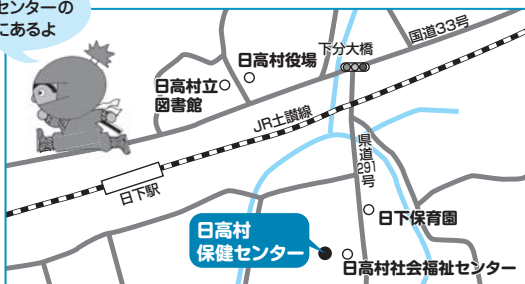 センターの
にあるよ
国道33号
下分大橋
日高村役場
日高村立
図書館
JR土讃線
県道
291
号
日下駅
日下保育園
日高村
保健センター
日高村社会福祉センター